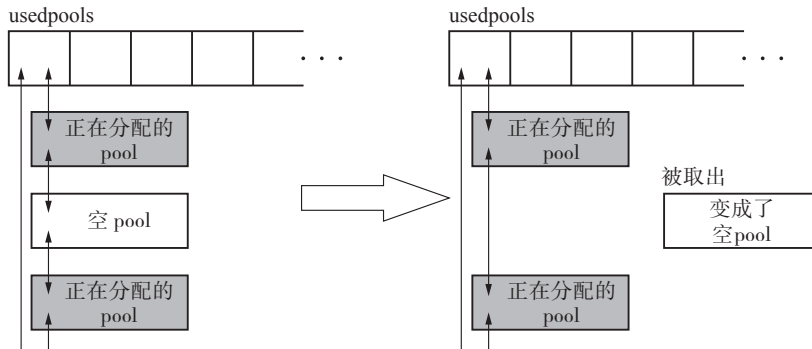 usedpools
· · ·
正在分配的
pool
空 pool
正在分配的
pool
usedpools
· · ·
正在分配的
pool
被取出
变成了
空pool
正在分配的
pool